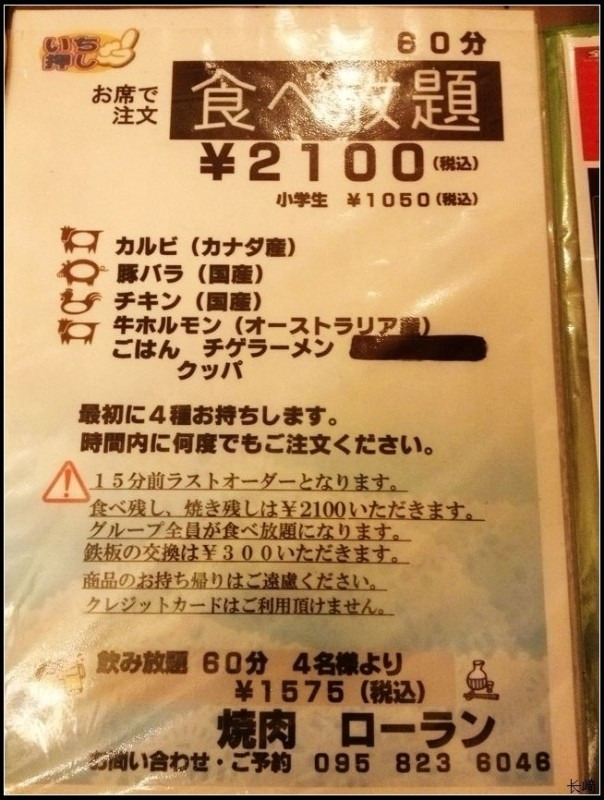 いち押し
60分
お席で注文
食べ放題
￥2100(税込)
小学生 ￥1050(税込)
カルビ（カナダ産）
豚バラ（国産）
チキン（国産）
牛ホルモン（オーストラリア産）
ごはん チゲラーメン
クッパ
最初に４種お持ちします。
時間内に何度でもご注文ください。
１５分前ラストオーダーとなります。
食べ残し、焼き残しは￥2100いただきます。
グループ全員が食べ放題になります。
鉄板の交換は￥３００いただきます。
商品のお持ち帰りはご遠慮ください。
クレジットカードはご利用頂けません。
飲み放題 60分 4名様より
￥1575（税込）
焼肉 ローラン
お問い合わせ・ご予約 095 823 6046
长崎